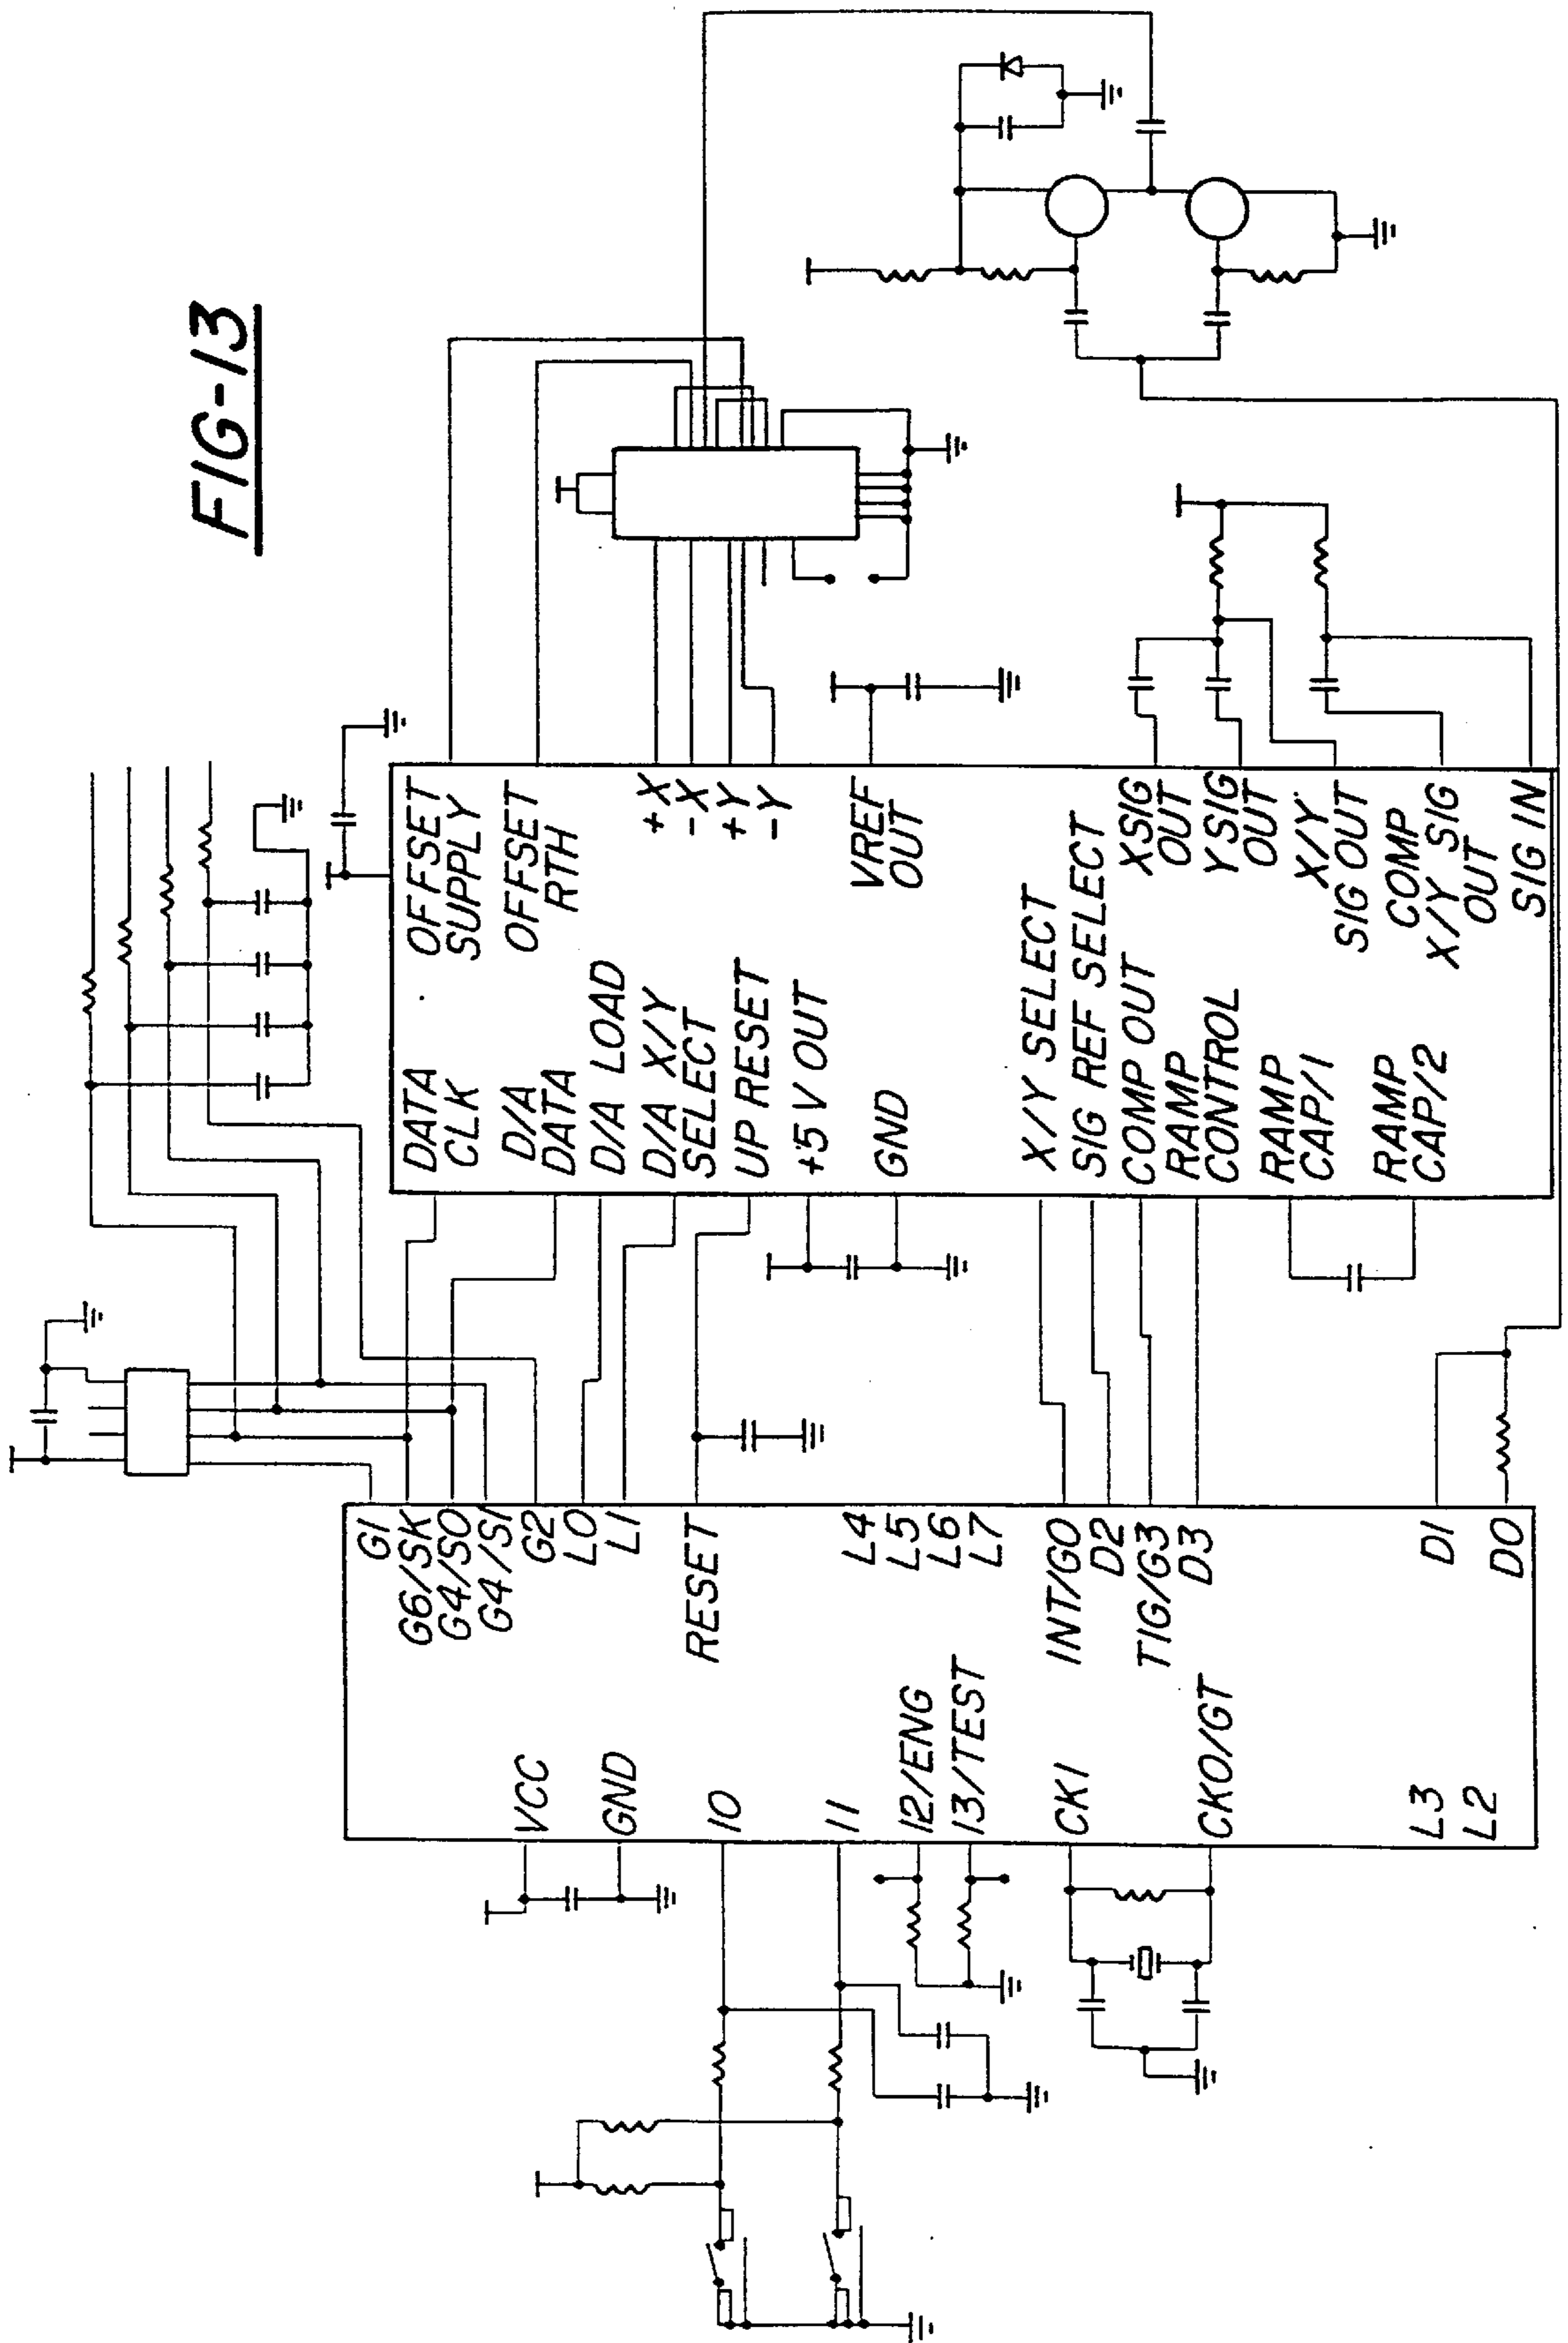 FIG-13
G1
G6/SK
G4/SO
G4/SI
G2
L0
L1
RESET
L4
L5
L6
L7
INT/G0
D2
TIG/G3
D3
D1
D0
VCC
GND
I0
I1
I2/ENG
I3/TEST
CK1
CKO/GT
L3
L2
DATA
CLK
D/A
DATA
D/A LOAD
D/A X/Y
SELECT
UP RESET
+5V OUT
GND
X/Y SELECT
SIG REF SELECT
COMP OUT
RAMP
CONTROL
RAMP
CAP/1
RAMP
CAP/2
OFFSET
SUPPLY
OFFSET
RTH
+X
-X
+Y
-Y
VREF
OUT
XSIG
OUT
YSIG
OUT
X/Y
SIG OUT
COMP
X/Y SIG
OUT
SIG IN